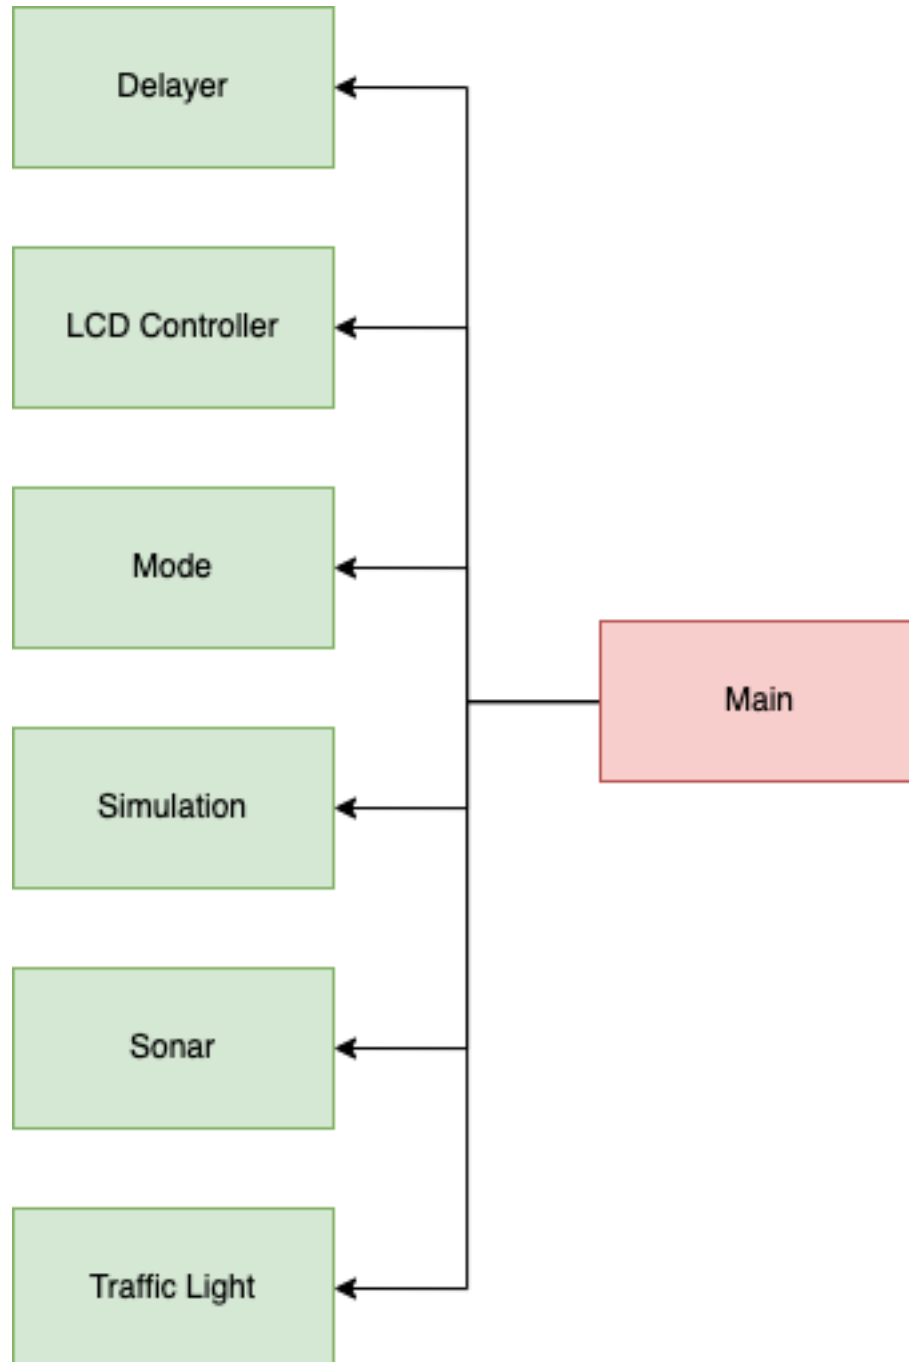 Delayer
LCD Controller
Mode
Main
Simulation
Sonar
Traffic Light